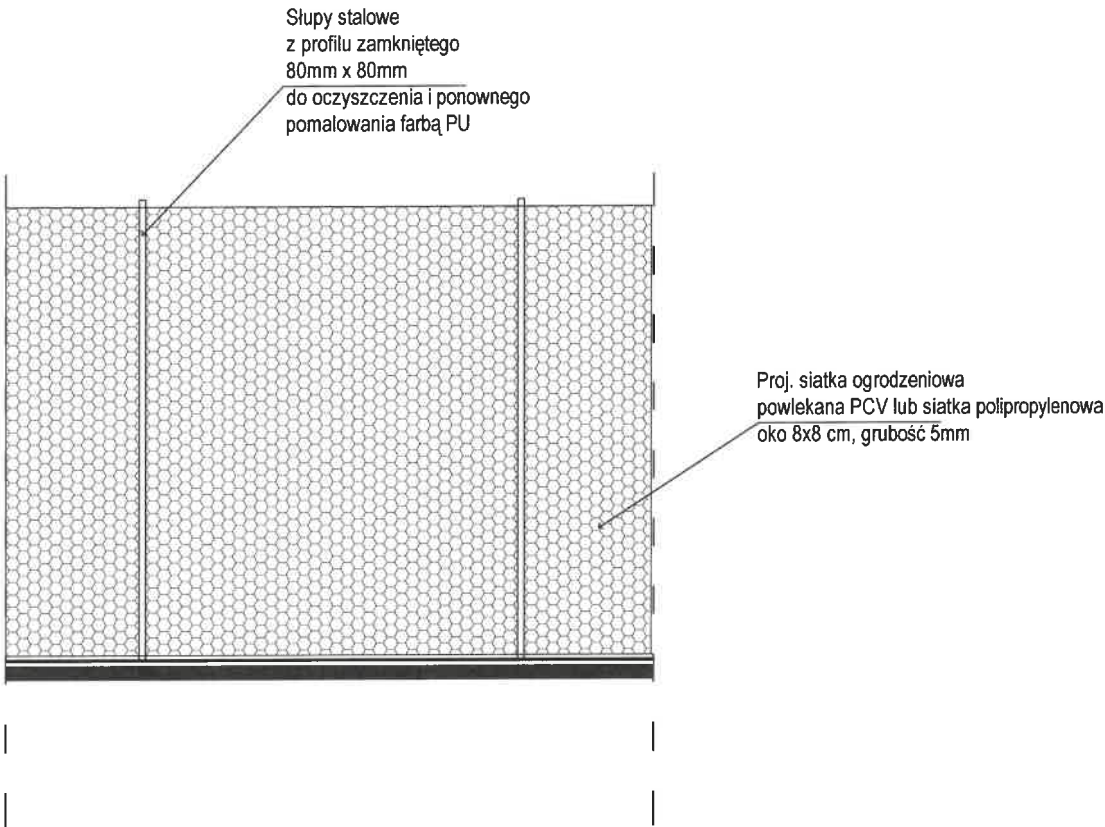 Słupy stalowe
z profilu zamkniętego
80mm x 80mm
do oczyszczenia i ponownego
pomalowania farbą PU
Proj. siatka ogrodzeniowa
powlekana PCV lub siatka polipropylenowa
oko 8x8 cm, grubość 5mm